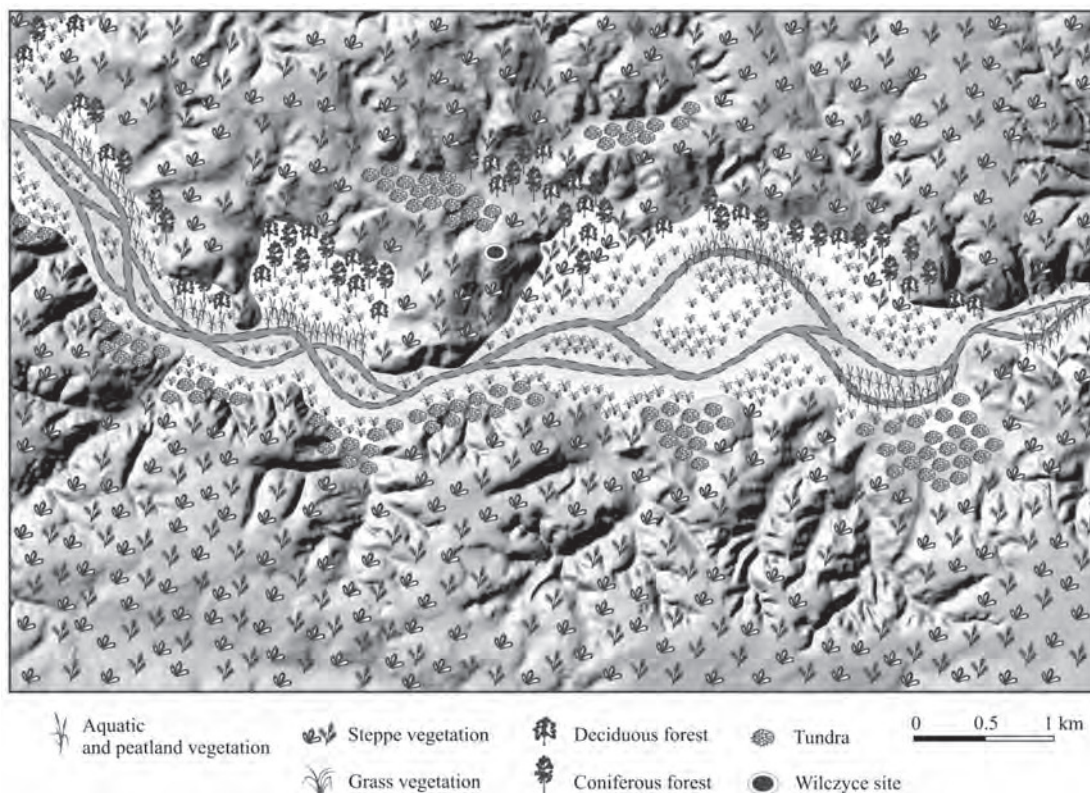 Aquatic
and peatland vegetation
Steppe vegetation
Grass vegetation
Deciduous forest
Coniferous forest
Tundra
Wilczyce site
0 0.5 1 km